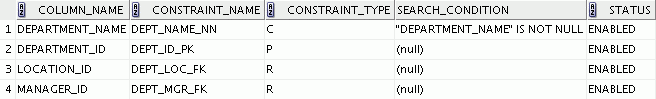 COLUMN_NAME CONSTRAINT_NAME CONSTRAINT_TYPE SEARCH_CONDITION STATUS
1 DEPARTMENT_NAME DEPT_NAME_NN C "DEPARTMENT_NAME" IS NOT NULL ENABLED
2 DEPARTMENT_ID DEPT_ID_PK P (null) ENABLED
3 LOCATION_ID DEPT_LOC_FK R (null) ENABLED
4 MANAGER_ID DEPT_MGR_FK R (null) ENABLED